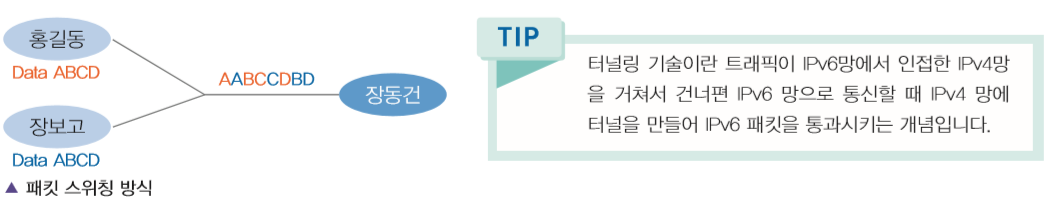 홍길동
Data ABCD
AABCCDBD
장동건
장보고
Data ABCD
▲ 패킷 스위칭 방식
TIP
터널링 기술이란 트래픽이 IPv6망에서 인접한 IPv4망
을 거쳐서 건너편 IPv6 망으로 통신할 때 IPv4 망에
터널을 만들어 IPv6 패킷을 통과시키는 개념입니다.